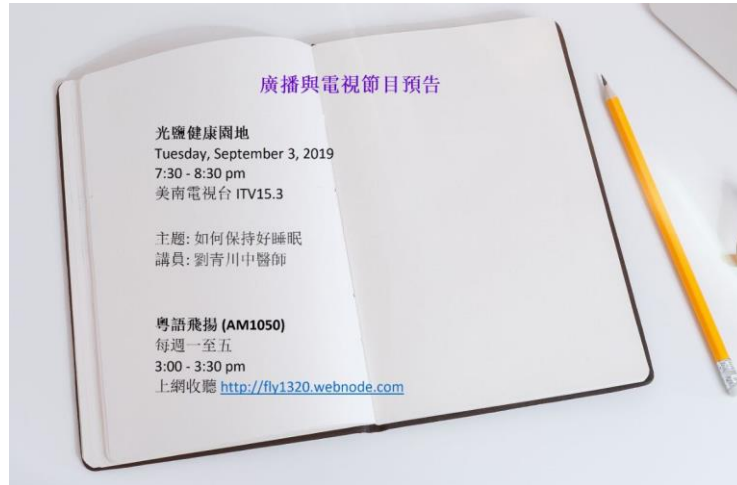 廣播與電視節目預告
光鹽健康園地
Tuesday, September 3, 2019
7:30 - 8:30 pm
美南電視台 ITV15.3
主題: 如何保持好睡眠
講員: 劉青川中醫師
粵語飛揚 (AM1050)
每週一至五
3:00 - 3:30 pm
上網收聽 http://fly1320.webnode.com